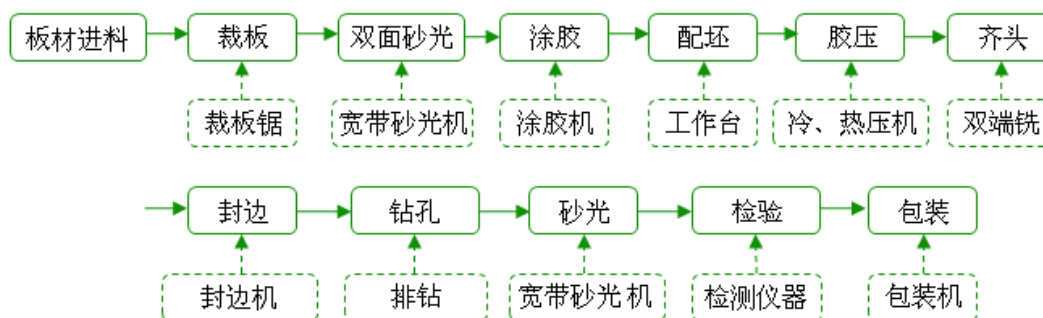 板材进料 裁板 双面砂光 涂胶 配坯 胶压 齐头
裁板锯 宽带砂光机 涂胶机 工作台 冷、热压机 双端铣
封边 钻孔 砂光 检验 包装
封边机 排钻 宽带砂光机 检测仪器 包装机